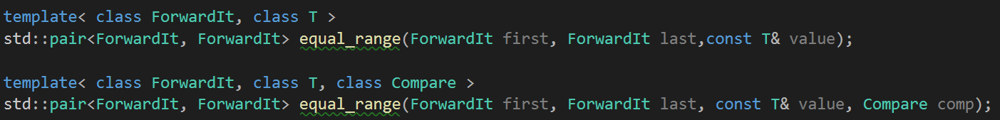 template< class ForwardIt, class T >
std::pair<ForwardIt, ForwardIt> equal_range(ForwardIt first, ForwardIt last,const T& value);
template< class ForwardIt, class T, class Compare >
std::pair<ForwardIt, ForwardIt> equal_range(ForwardIt first, ForwardIt last, const T& value, Compare comp);